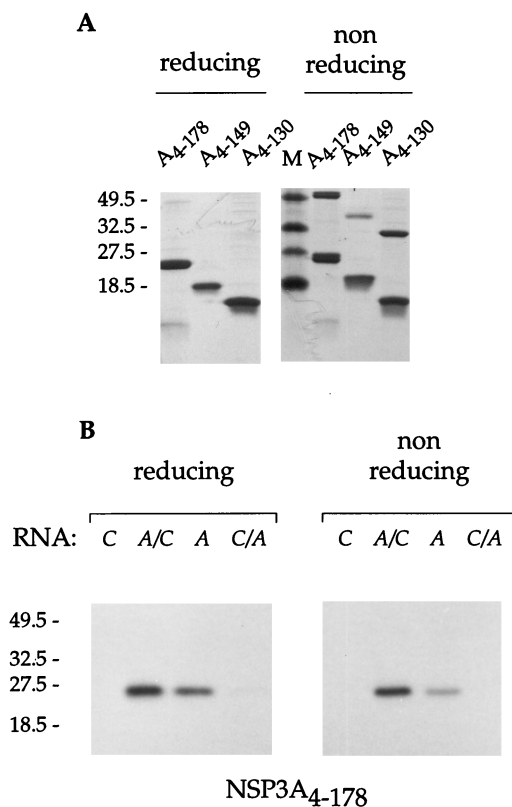 A
reducing
non
reducing
A4-178 A4-149 A4-130 M A4-178 A4-149 A4-130
49.5 -
32.5 -
27.5 -
18.5 -
B
reducing
non
reducing
RNA: C A/C A C/A C A/C A C/A
49.5 -
32.5 -
27.5 -
18.5 -
NSP3A4-178